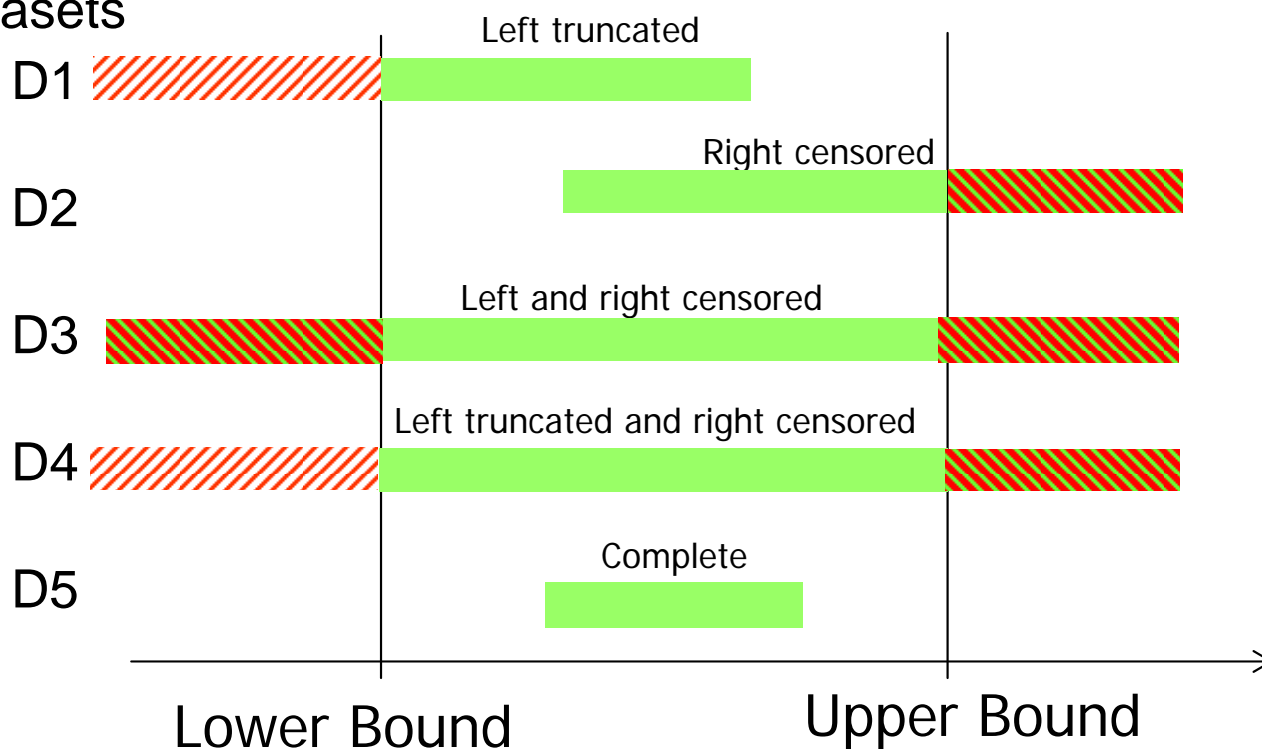 asets
Left truncated
D1
Right censored
D2
Left and right censored
D3
Left truncated and right censored
D4
Complete
D5
Lower Bound
Upper Bound